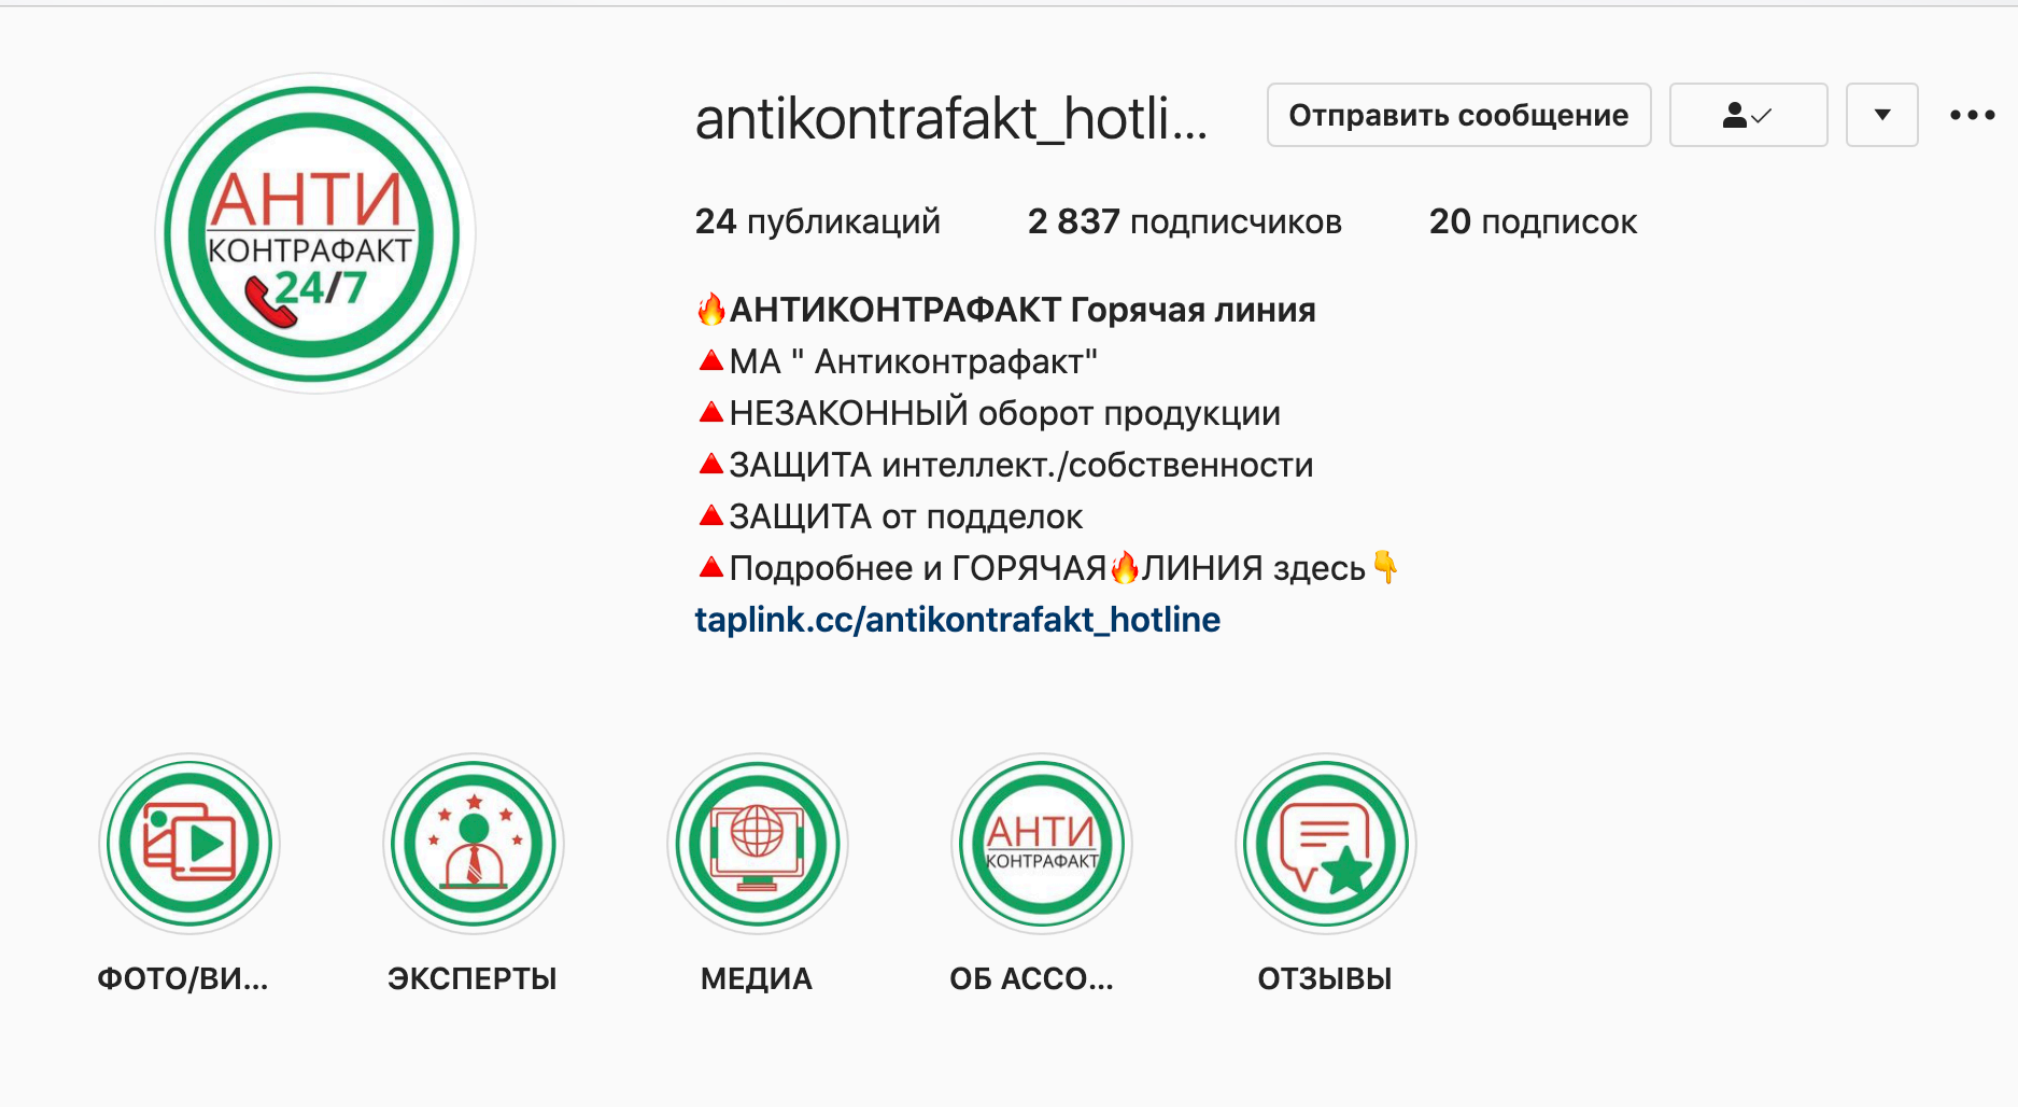 АНТИ
КОНТРАФАКТ
24/7
antikontrafakt_hotli...
Отправить сообщение
24 публикаций 2 837 подписчиков 20 подписок
🔥АНТИКОНТРАФАКТ Горячая линия
🔺МА " Антиконтрафакт"
🔺НЕЗАКОННЫЙ оборот продукции
🔺ЗАЩИТА интеллект./собственности
🔺ЗАЩИТА от подделок
🔺Подробнее и ГОРЯЧАЯ🔥ЛИНИЯ здесь👇
taplink.cc/antikontrafakt_hotline
АНТИ
КОНТРАФАКТ
ФОТО/ВИ... ЭКСПЕРТЫ МЕДИА ОБ АССО... ОТЗЫВЫ